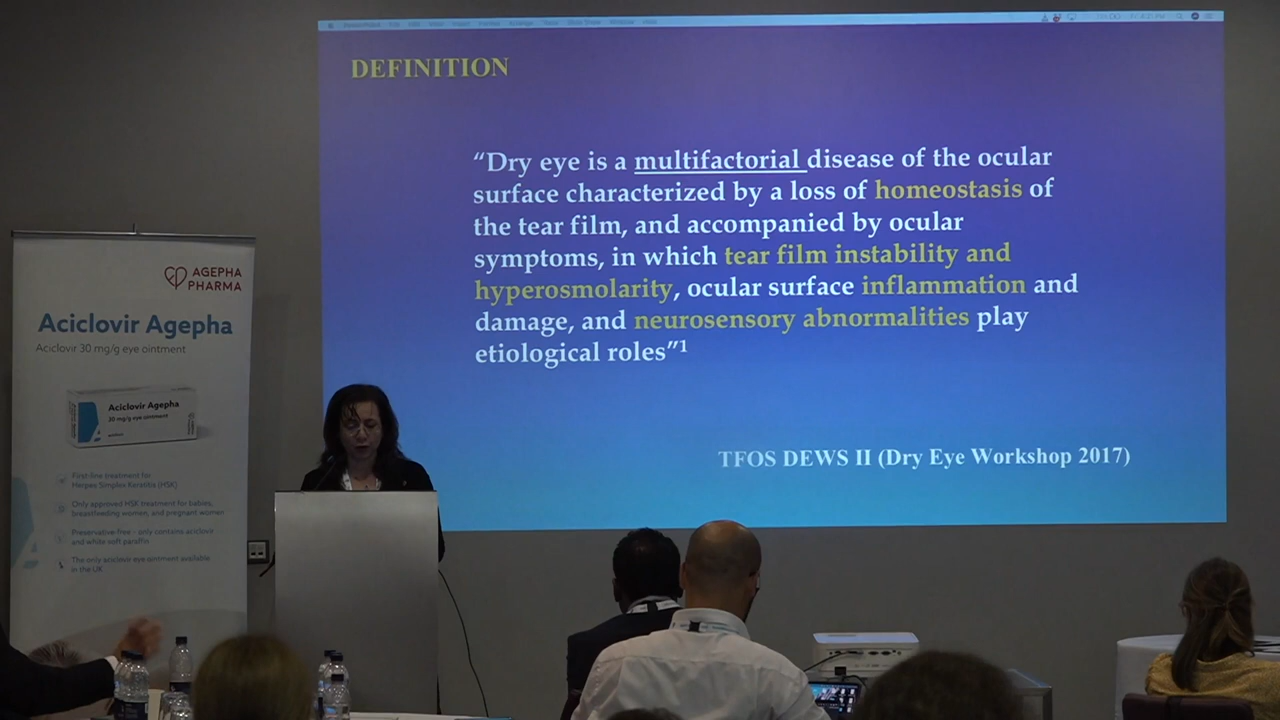 DEFINITION
“Dry eye is a multifactorial disease of the ocular
surface characterized by a loss of homeostasis of
the tear film, and accompanied by ocular
symptoms, in which tear film instability and
hyperosmolarity, ocular surface inflammation and
damage, and neurosensory abnormalities play
etiological roles”1
TFOS DEWS II (Dry Eye Workshop 2017)
AGEPHA
PHARMA
Aciclovir Agepha
Aciclovir 30 mg/g eye ointment
Aciclovir Agepha
30 mg/g eye ointment
First-line treatment for
Herpes Simplex Keratitis (HSK)
Only approved HSK treatment for babies,
breastfeeding women, and pregnant women
Preservative-free - only contains aciclovir
and white soft paraffin
The only aciclovir eye ointment available
in the UK